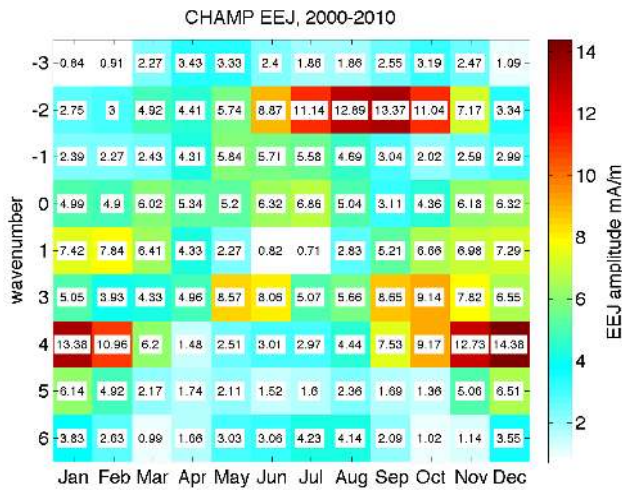 CHAMP EEJ, 2000-2010
-3 0.64 0.91 2.27 3.43 3.33 2.4 1.86 1.86 2.55 3.19 2.47 1.09
-2 2.75 3 4.92 4.41 5.74 8.87 11.14 12.89 13.37 11.04 7.17 3.34
-1 2.39 2.27 2.43 4.31 5.84 5.71 5.58 4.69 3.04 2.02 2.59 2.99
0 4.99 4.9 6.02 5.34 5.2 6.32 6.86 5.04 3.11 4.36 6.18 6.32
1 7.42 7.84 6.41 4.33 2.27 0.82 0.71 2.83 5.21 6.66 6.98 7.29
3 5.05 3.93 4.33 4.96 8.57 8.06 5.07 5.66 8.65 9.14 7.82 6.55
4 13.38 10.96 6.2 1.48 2.51 3.01 2.97 4.44 7.53 9.17 12.73 14.38
5 6.14 4.92 2.17 1.74 2.11 1.52 1.6 2.36 1.69 1.36 5.06 6.51
6 3.83 2.63 0.99 1.66 3.03 3.06 4.23 4.14 2.09 1.02 1.14 3.55
Jan Feb Mar Apr May Jun Jul Aug Sep Oct Nov Dec
wavenumber
14
12
10
8
6
4
2
EEJ amplitude mA/m